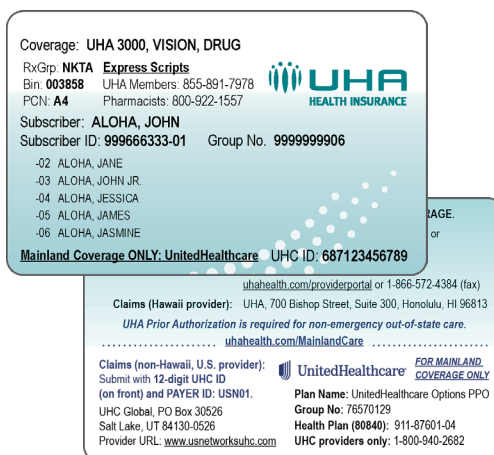 Coverage: UHA 3000, VISION, DRUG
RxGrp: NKTA Express Scripts
Bin: 003858 UHA Members: 855-891-7978
PCN: A4 Pharmacists: 800-922-1557
UHA
HEALTH INSURANCE
Subscriber: ALOHA, JOHN
Subscriber ID: 999666333-01 Group No. 9999999906
-02 ALOHA, JANE
-03 ALOHA, JOHN JR.
-04 ALOHA, JESSICA
-05 ALOHA, JAMES
-06 ALOHA, JASMINE
Mainland Coverage ONLY: UnitedHealthcare UHC ID: 687123456789
RAGE.
or
uhahealth.com/providerportal or 1-866-572-4384 (fax)
Claims (Hawaii provider): UHA, 700 Bishop Street, Suite 300, Honolulu, HI 96813
UHA Prior Authorization is required for non-emergency out-of-state care.
uhahealth.com/MainlandCare
Claims (non-Hawaii, U.S. provider):
Submit with 12-digit UHC ID
(on front) and PAYER ID: USN01.
UHC Global, PO Box 30526
Salt Lake, UT 84130-0526
Provider URL: www.usnetworksuhc.com
UnitedHealthcare
FOR MAINLAND
COVERAGE ONLY
Plan Name: UnitedHealthcare Options PPO
Group No: 76570129
Health Plan (80840): 911-87601-04
UHC providers only: 1-800-940-2682